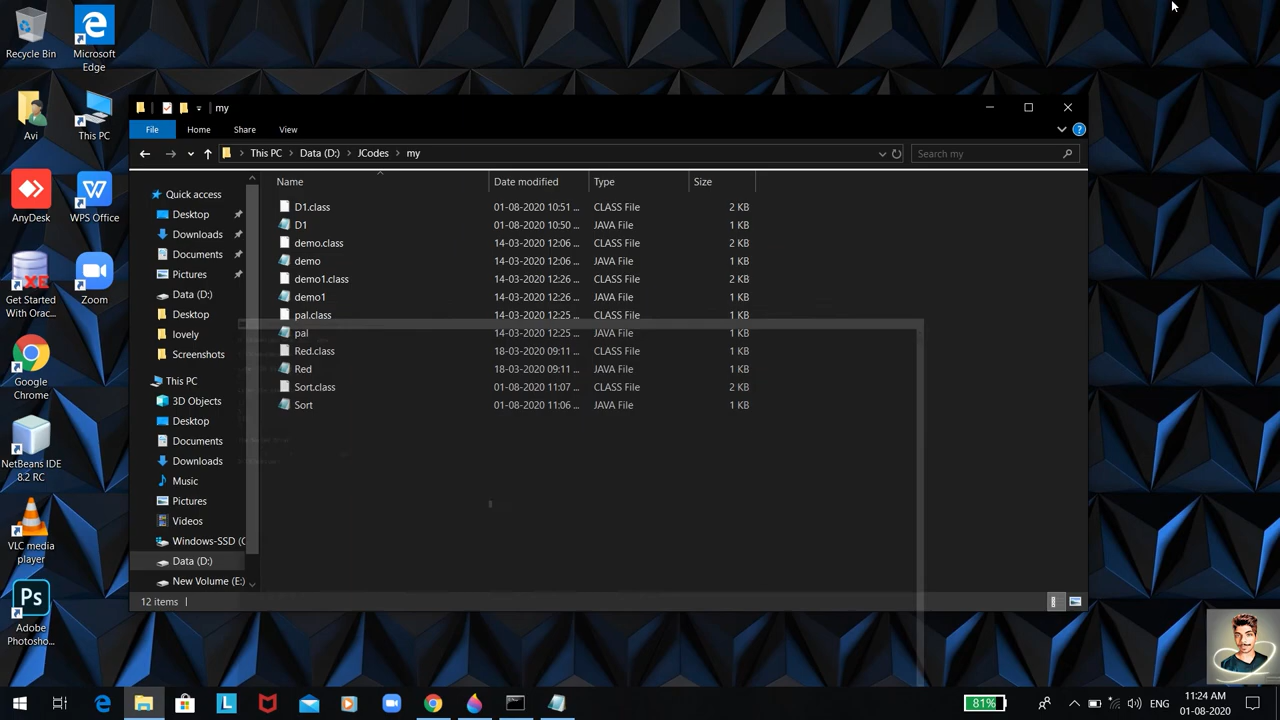 Recycle Bin
Microsoft
Edge
Avi
This PC
AnyDesk
WPS Office
Get Started
With Orac...
Zoom
Google
Chrome
NetBeans IDE
8.2 RC
VLC media
player
Adobe
Photosho...
my
File Home Share View
This PC > Data (D:) > JCodes > my
Search my
Name Date modified Type Size
D1.class 01-08-2020 10:51 ... CLASS File 2 KB
D1 01-08-2020 10:50 ... JAVA File 1 KB
demo.class 14-03-2020 12:06 ... CLASS File 2 KB
demo 14-03-2020 12:06 ... JAVA File 1 KB
demo1.class 14-03-2020 12:26 ... CLASS File 2 KB
demo1 14-03-2020 12:26 ... JAVA File 1 KB
pal.class 14-03-2020 12:25 ... CLASS File 1 KB
pal 14-03-2020 12:25 ... JAVA File 1 KB
Red.class 18-03-2020 09:11 ... CLASS File 1 KB
Red 18-03-2020 09:11 ... JAVA File 1 KB
Sort.class 01-08-2020 11:07 ... CLASS File 2 KB
Sort 01-08-2020 11:06 ... JAVA File 1 KB
Quick access
Desktop
Downloads
Documents
Pictures
Data (D:)
Desktop
lovely
Screenshots
This PC
3D Objects
Desktop
Documents
Downloads
Music
Pictures
Videos
Windows-SSD (C
Data (D:)
New Volume (E:)
12 items
81%
ENG
11:24 AM
01-08-2020